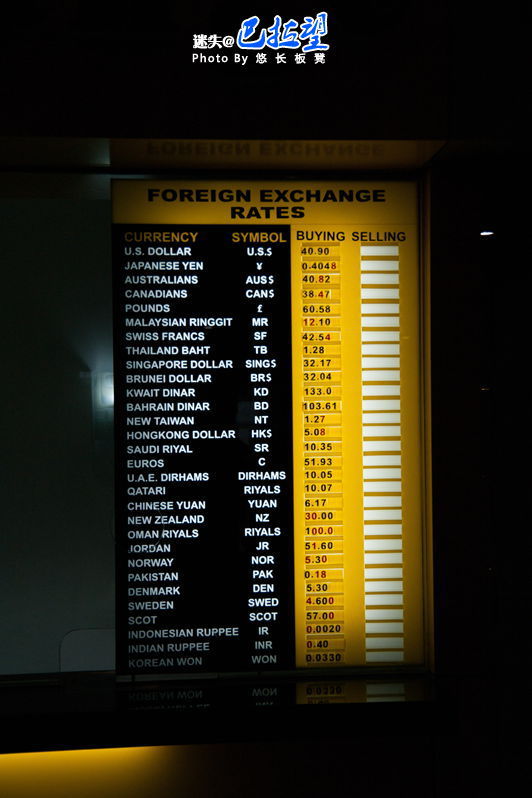 迷失@巴拉望
Photo By 悠长板凳
FOREIGN EXCHANGE
FOREIGN EXCHANGE
RATES
CURRENCY SYMBOL BUYING SELLING
U.S. DOLLAR U.S.$ 40.90
JAPANESE YEN ¥ 0.4048
AUSTRALIANS AUS$ 40.82
CANADIANS CAN$ 38.47
POUNDS £ 60.58
MALAYSIAN RINGGIT MR 12.10
SWISS FRANCS SF 42.54
THAILAND BAHT TB 1.28
SINGAPORE DOLLAR SING$ 32.17
BRUNEI DOLLAR BR$ 32.04
KWAIT DINAR KD 133.0
BAHRAIN DINAR BD 103.61
NEW TAIWAN NT 1.27
HONGKONG DOLLAR HK$ 5.08
SAUDI RIYAL SR 10.35
EUROS C 51.93
U.A.E. DIRHAMS DIRHAMS 10.05
QATARI RIYALS 10.07
CHINESE YUAN YUAN 6.17
NEW ZEALAND NZ 30.00
OMAN RIYALS RIYALS 100.0
JORDAN JR 51.60
NORWAY NOR 5.30
PAKISTAN PAK 0.18
DENMARK DEN 5.30
SWEDEN SWED 4.600
SCOT SCOT 57.00
INDONESIAN RUPPEE IR 0.0020
INDIAN RUPPEE INR 0.40
KOREAN WON WON 0.0330